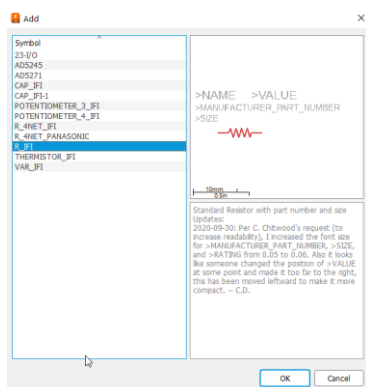 Add
Symbol
23-I/O
AD5245
AD5271
CAP_IFI
CAP_IFI-1
POTENTIOMETER_3_IFI
POTENTIOMETER_4_IFI
R_4NET_IFI
R_4NET_PANASONIC
R_IFI
THERMISTOR_IFI
VAR_IFI
>NAME >VALUE
>MANUFACTURER_PART_NUMBER
>SIZE
10mm
0.5in
Standard Resistor with part number and size
Updates:
2020-09-30: Per C. Chitwood's request (to
increase readability), I increased the font size
for >MANUFACTURER_PART_NUMBER, >SIZE,
and >RATING from 0.05 to 0.06. Also it looks
like someone changed the position of >VALUE
at some point and made it too far to the right,
this has been moved leftward to make it more
compact. -- C.D.
OK Cancel